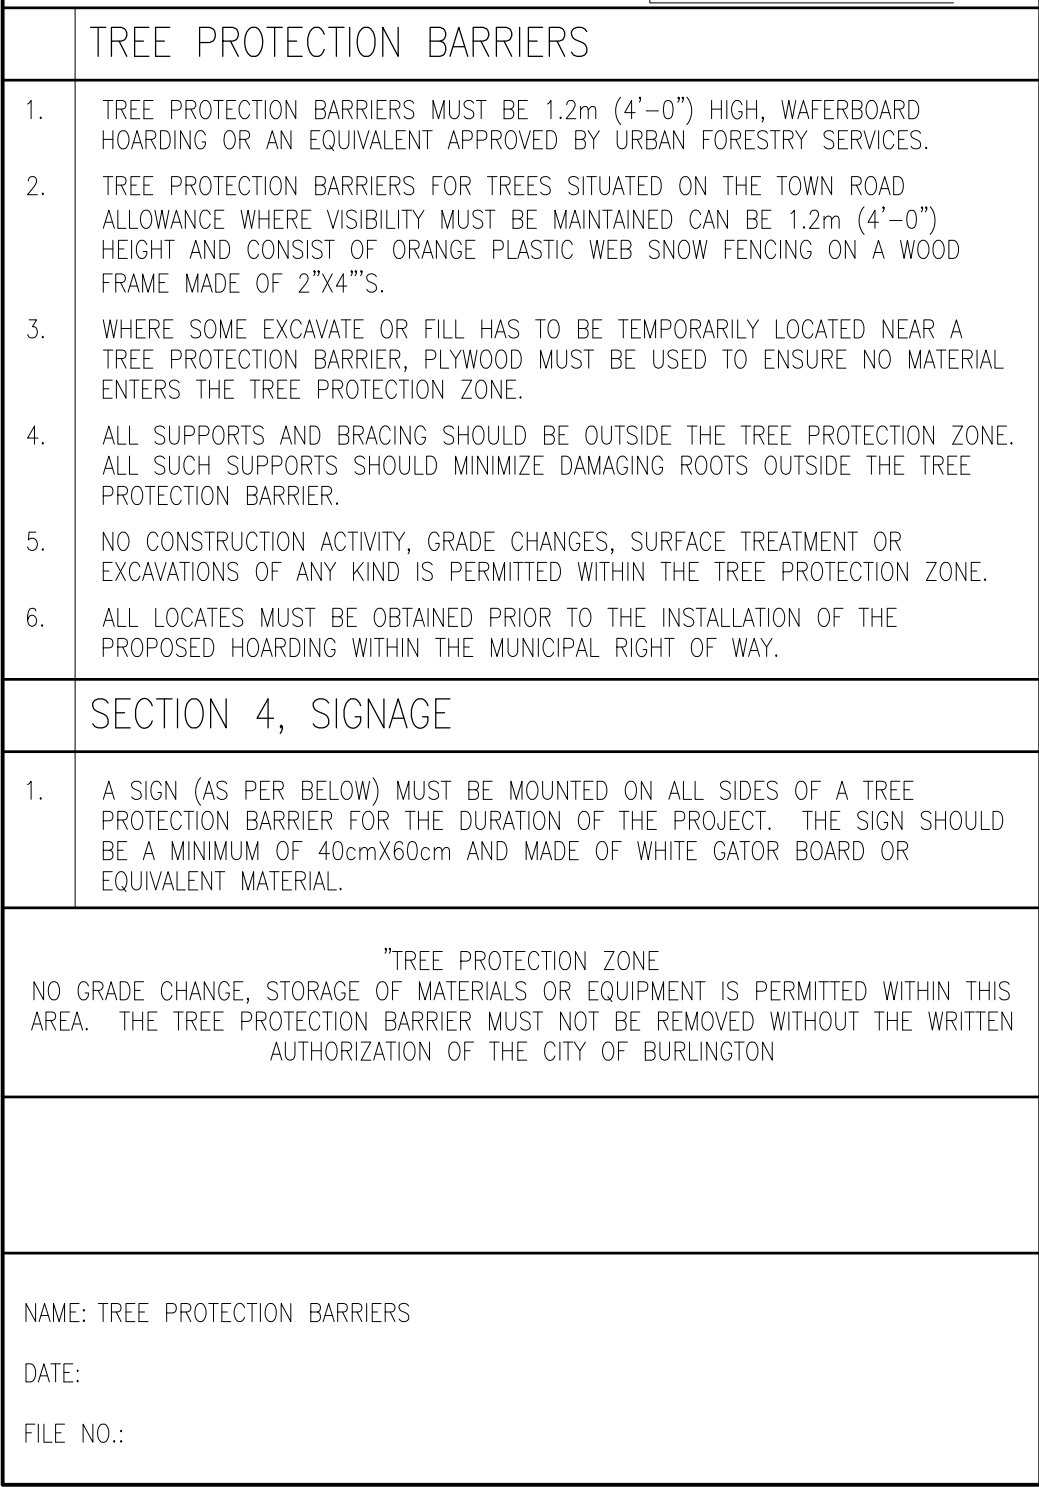 TREE PROTECTION BARRIERS
1. TREE PROTECTION BARRIERS MUST BE 1.2m (4'-0") HIGH, WAFERBOARD
HOARDING OR AN EQUIVALENT APPROVED BY URBAN FORESTRY SERVICES.
2. TREE PROTECTION BARRIERS FOR TREES SITUATED ON THE TOWN ROAD
ALLOWANCE WHERE VISIBILITY MUST BE MAINTAINED CAN BE 1.2m (4'-0")
HEIGHT AND CONSIST OF ORANGE PLASTIC WEB SNOW FENCING ON A WOOD
FRAME MADE OF 2"X4"'S.
3. WHERE SOME EXCAVATE OR FILL HAS TO BE TEMPORARILY LOCATED NEAR A
TREE PROTECTION BARRIER, PLYWOOD MUST BE USED TO ENSURE NO MATERIAL
ENTERS THE TREE PROTECTION ZONE.
4. ALL SUPPORTS AND BRACING SHOULD BE OUTSIDE THE TREE PROTECTION ZONE.
ALL SUCH SUPPORTS SHOULD MINIMIZE DAMAGING ROOTS OUTSIDE THE TREE
PROTECTION BARRIER.
5. NO CONSTRUCTION ACTIVITY, GRADE CHANGES, SURFACE TREATMENT OR
EXCAVATIONS OF ANY KIND IS PERMITTED WITHIN THE TREE PROTECTION ZONE.
6. ALL LOCATES MUST BE OBTAINED PRIOR TO THE INSTALLATION OF THE
PROPOSED HOARDING WITHIN THE MUNICIPAL RIGHT OF WAY.
SECTION 4, SIGNAGE
1. A SIGN (AS PER BELOW) MUST BE MOUNTED ON ALL SIDES OF A TREE
PROTECTION BARRIER FOR THE DURATION OF THE PROJECT. THE SIGN SHOULD
BE A MINIMUM OF 40cmX60cm AND MADE OF WHITE GATOR BOARD OR
EQUIVALENT MATERIAL.
"TREE PROTECTION ZONE
NO GRADE CHANGE, STORAGE OF MATERIALS OR EQUIPMENT IS PERMITTED WITHIN THIS
AREA. THE TREE PROTECTION BARRIER MUST NOT BE REMOVED WITHOUT THE WRITTEN
AUTHORIZATION OF THE CITY OF BURLINGTON
NAME: TREE PROTECTION BARRIERS
DATE:
FILE NO.: